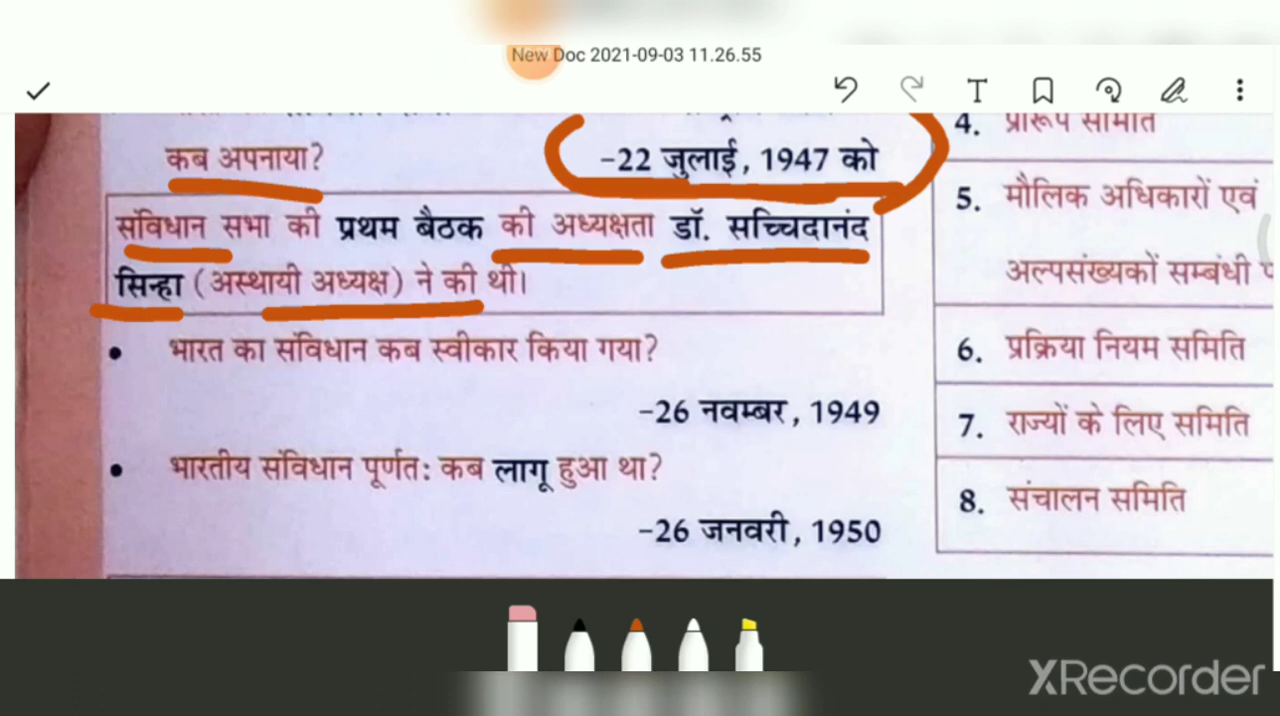 New Doc 2021-09-03 11.26.55
कब अपनाया?
-22 जुलाई, 1947 को
संविधान सभा की प्रथम बैठक की अध्यक्षता डॉ. सच्चिदानंद
सिन्हा (अस्थायी अध्यक्ष) ने की थी।
• भारत का संविधान कब स्वीकार किया गया?
-26 नवम्बर, 1949
• भारतीय संविधान पूर्णत: कब लागू हुआ था?
-26 जनवरी, 1950
4. प्रारूप समिति
5. मौलिक अधिकारों एवं
अल्पसंख्यकों सम्बंधी
6. प्रक्रिया नियम समिति
7. राज्यों के लिए समिति
8. संचालन समिति
XRecorder